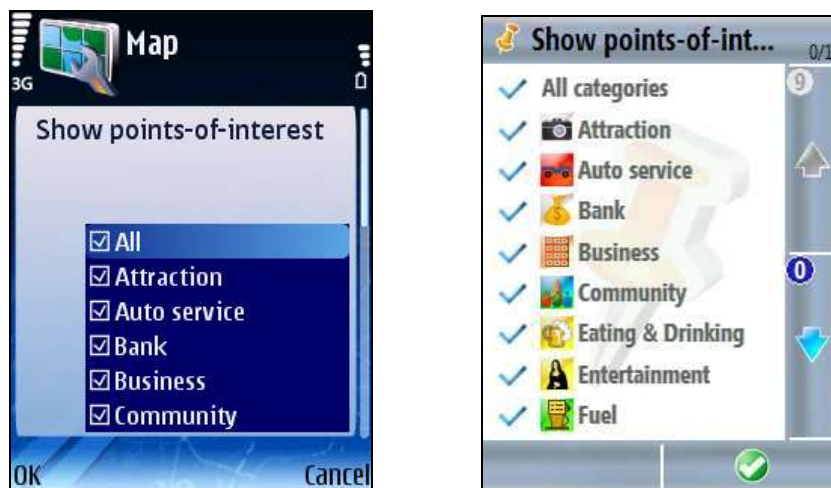 Map
3G
Show points-of-interest
All
Attraction
Auto service
Bank
Business
Community
OK
Cancel
Show points-of-int...
0/1
All categories
9
Attraction
Auto service
Bank
Business
0
Community
Eating & Drinking
Entertainment
Fuel